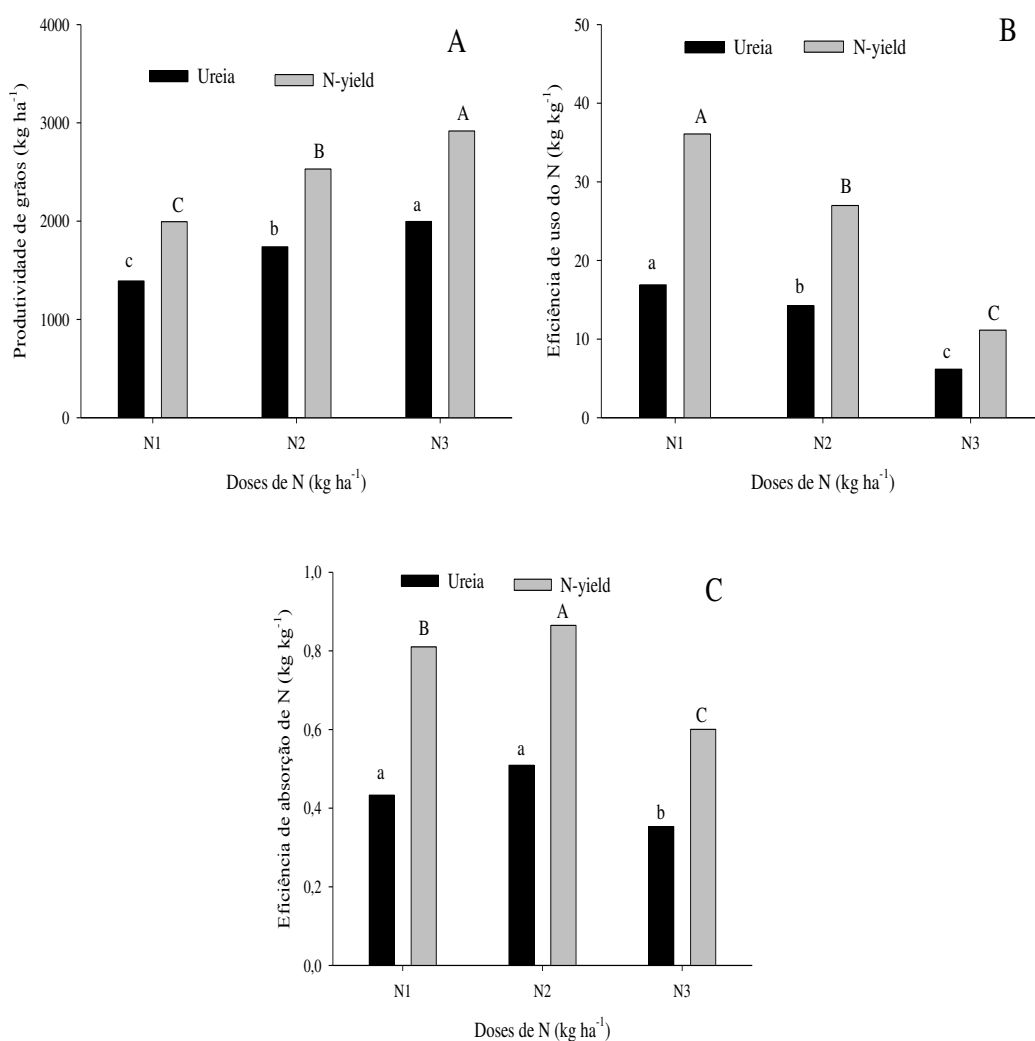 A
Ureia N-yield
4000
3000
2000
1000
0
Produtividade de grãos (kg ha-1)
c C b B a A
N1 N2 N3
Doses de N (kg ha-1)
B
Ureia N-yield
50
40
30
20
10
0
Eficiência de uso do N (kg kg-1)
a A b B c C
N1 N2 N3
Doses de N (kg ha-1)
C
Ureia N-yield
1,0
0,8
0,6
0,4
0,2
0,0
Eficiência de absorção de N (kg kg-1)
a B a A b C
N1 N2 N3
Doses de N (kg ha-1)